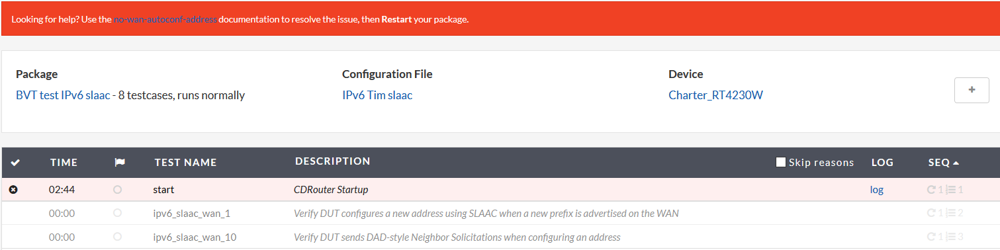 Looking for help? Use the no-wan-autoconf-address documentation to resolve the issue, then Restart your package.
Package Configuration File Device
BVT test IPv6 slaac - 8 testcases, runs normally IPv6 Tim slaac Charter_RT4230W +
TIME TEST NAME DESCRIPTION Skip reasons LOG SEQ
02:44 start CDRouter Startup log 1 1
00:00 ipv6_slaac_wan_1 Verify DUT configures a new address using SLAAC when a new prefix is advertised on the WAN 1 2
00:00 ipv6_slaac_wan_10 Verify DUT sends DAD-style Neighbor Solicitations when configuring an address 1 3